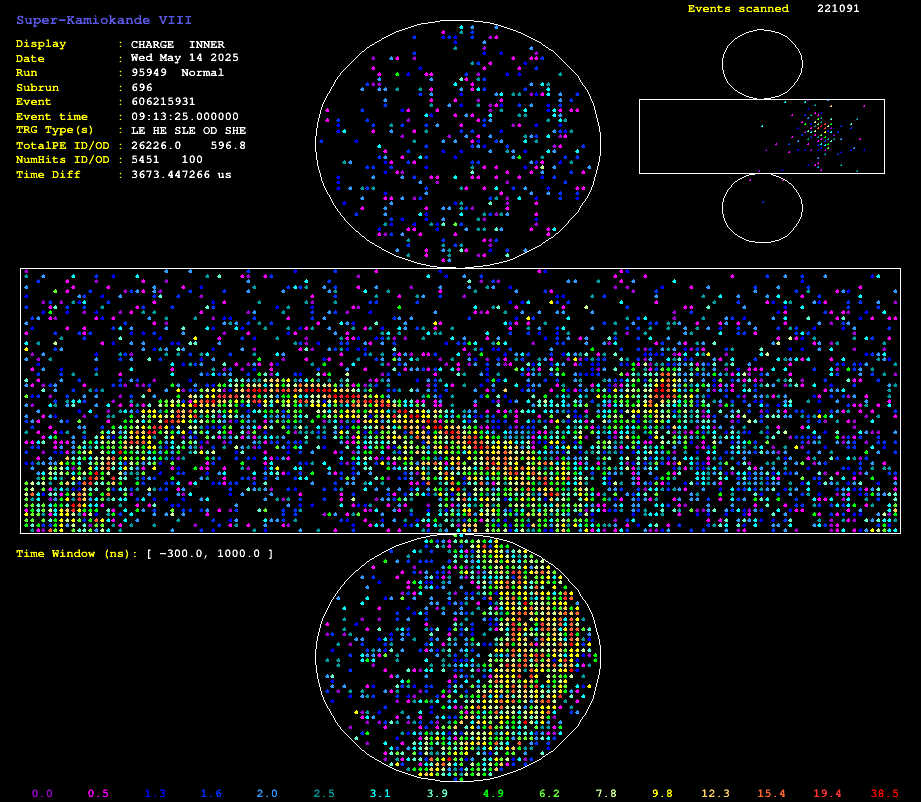 Super-Kamiokande VIII
Events scanned 221091
Display : CHARGE INNER
Date : Wed May 14 2025
Run : 95949 Normal
Subrun : 696
Event : 606215931
Event time : 09:13:25.000000
TRG Type(s) : LE HE SLE OD SHE
TotalPE ID/OD : 26226.0 596.8
NumHits ID/OD : 5451 100
Time Diff : 3673.447266 us
Time Window (ns): [ -300.0, 1000.0 ]
0.0 0.5 1.3 1.6 2.0 2.5 3.1 3.9 4.9 6.2 7.8 9.8 12.3 15.4 19.4 38.5